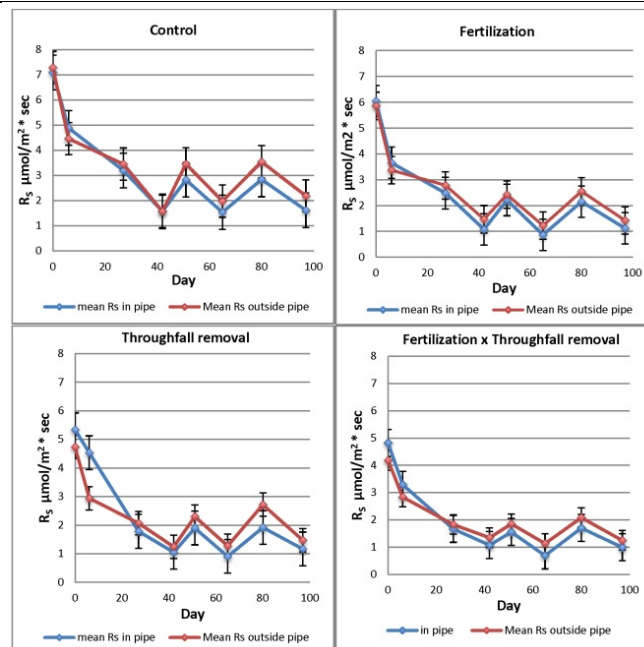 Control
8
7
6
5
4
3
2
1
0
Rs µmol/m² * sec
0 20 40 60 80 100
Day
mean Rs in pipe Mean Rs outside pipe
Fertilization
8
7
6
5
4
3
2
1
0
Rs µmol/m2 * sec
0 20 40 60 80 100
Day
mean Rs in pipe Mean Rs outside pipe
Throughfall removal
8
7
6
5
4
3
2
1
0
Rs µmol/m² * sec
0 20 40 60 80 100
Day
mean Rs in pipe Mean Rs outside pipe
Fertilization x Throughfall removal
8
7
6
5
4
3
2
1
0
Rs µmol/m² * sec
0 20 40 60 80 100
Day
in pipe Mean Rs outside pipe